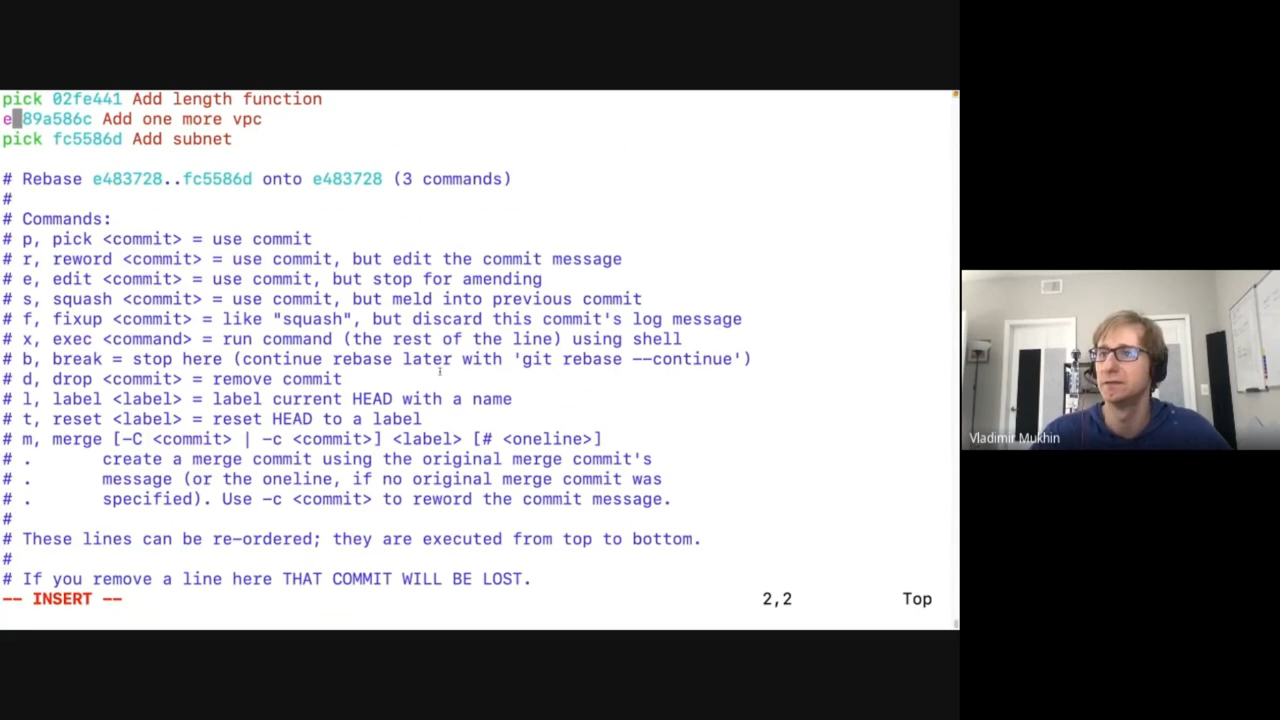 pick 02fe441 Add length function
e 89a586c Add one more vpc
pick fc5586d Add subnet
# Rebase e483728..fc5586d onto e483728 (3 commands)
#
# Commands:
# p, pick <commit> = use commit
# r, reword <commit> = use commit, but edit the commit message
# e, edit <commit> = use commit, but stop for amending
# s, squash <commit> = use commit, but meld into previous commit
# f, fixup <commit> = like "squash", but discard this commit's log message
# x, exec <command> = run command (the rest of the line) using shell
# b, break = stop here (continue rebase later with 'git rebase --continue')
# d, drop <commit> = remove commit
# l, label <label> = label current HEAD with a name
# t, reset <label> = reset HEAD to a label
# m, merge [-C <commit> | -c <commit>] <label> [# <oneline>]
# .       create a merge commit using the original merge commit's
# .       message (or the oneline, if no original merge commit was
# .       specified). Use -c <commit> to reword the commit message.
#
# These lines can be re-ordered; they are executed from top to bottom.
#
# If you remove a line here THAT COMMIT WILL BE LOST.
-- INSERT -- 2,2 Top
Vladimir Mukhin